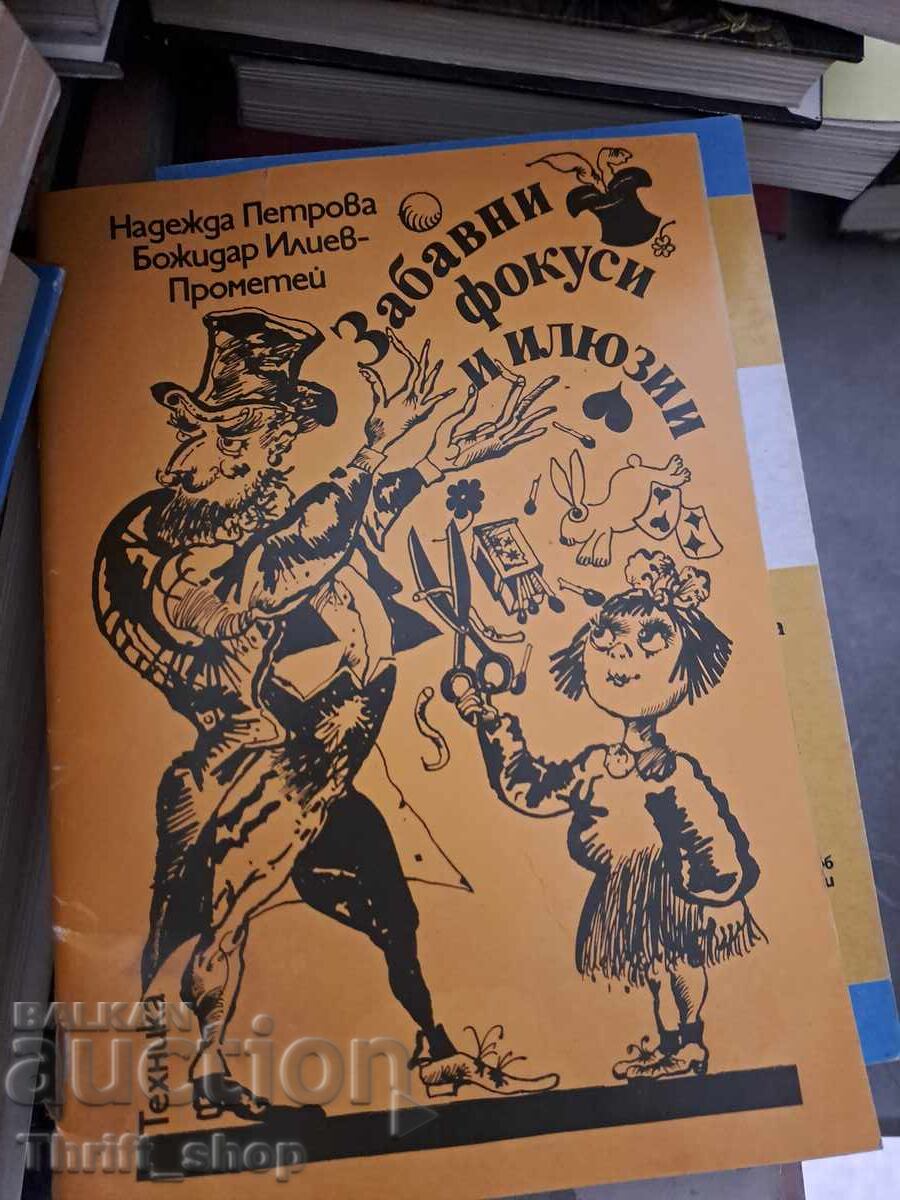 Надежда Петрова
Божидар Илиев-
Прометей
Забавни
фокуси
и илюзии
Техника
BALKAN
auction
Thrift_shop